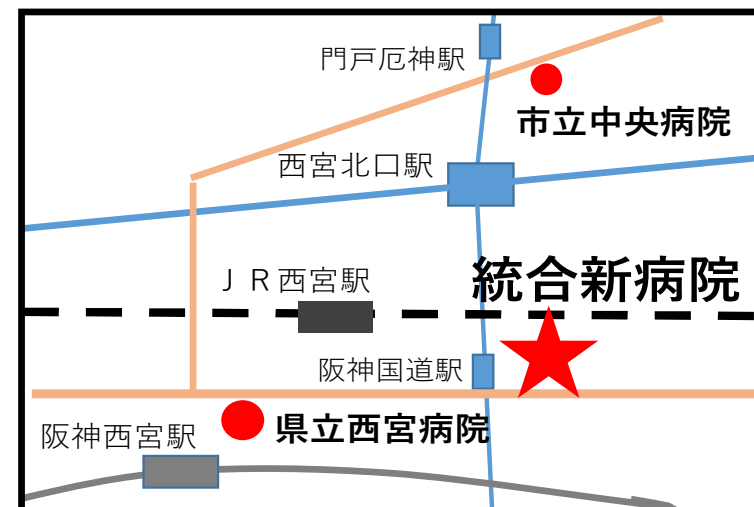 門戸厄神駅
市立中央病院
西宮北口駅
統合新病院
ＪＲ西宮駅
阪神国道駅
県立西宮病院
阪神西宮駅